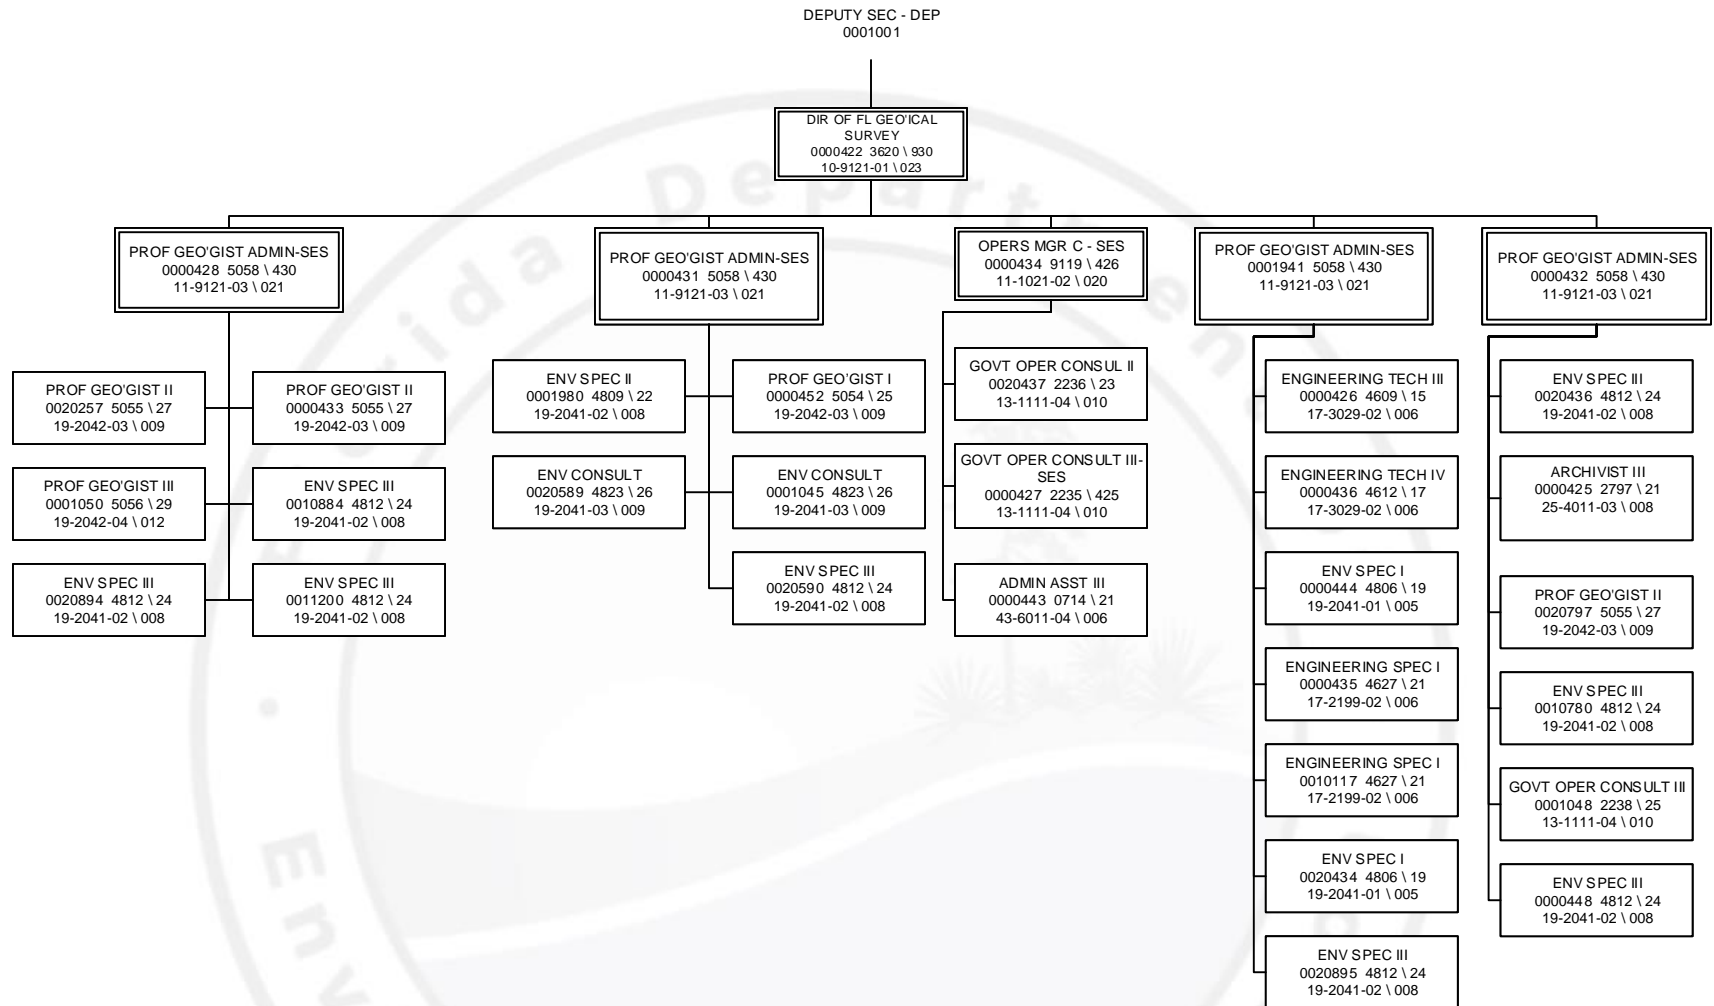 DEPUTY SEC - DEP
0001001
DIR OF FL GEO'ICAL
SURVEY
0000422 3620 \ 930
10-9121-01 \ 023
PROF GEO'GIST ADMIN-SES
0000428 5058 \ 430
11-9121-03 \ 021
PROF GEO'GIST ADMIN-SES
0000431 5058 \ 430
11-9121-03 \ 021
OPERS MGR C - SES
0000434 9119 \ 426
11-1021-02 \ 020
PROF GEO'GIST ADMIN-SES
0001941 5058 \ 430
11-9121-03 \ 021
PROF GEO'GIST ADMIN-SES
0000432 5058 \ 430
11-9121-03 \ 021
PROF GEO'GIST II
0020257 5055 \ 27
19-2042-03 \ 009
PROF GEO'GIST II
0000433 5055 \ 27
19-2042-03 \ 009
PROF GEO'GIST III
0001050 5056 \ 29
19-2042-04 \ 012
ENV SPEC III
0010884 4812 \ 24
19-2041-02 \ 008
ENV SPEC III
0020894 4812 \ 24
19-2041-02 \ 008
ENV SPEC III
0011200 4812 \ 24
19-2041-02 \ 008
ENV SPEC II
0001980 4809 \ 22
19-2041-02 \ 008
PROF GEO'GIST I
0000452 5054 \ 25
19-2042-03 \ 009
ENV CONSULT
0020589 4823 \ 26
19-2041-03 \ 009
ENV CONSULT
0001045 4823 \ 26
19-2041-03 \ 009
ENV SPEC III
0020590 4812 \ 24
19-2041-02 \ 008
GOVT OPER CONSUL II
0020437 2236 \ 23
13-1111-04 \ 010
GOVT OPER CONSULT III-
SES
0000427 2235 \ 425
13-1111-04 \ 010
ADMIN ASST III
0000443 0714 \ 21
43-6011-04 \ 006
ENGINEERING TECH III
0000426 4609 \ 15
17-3029-02 \ 006
ENGINEERING TECH IV
0000436 4612 \ 17
17-3029-02 \ 006
ENV SPEC I
0000444 4806 \ 19
19-2041-01 \ 005
ENGINEERING SPEC I
0000435 4627 \ 21
17-2199-02 \ 006
ENGINEERING SPEC I
0010117 4627 \ 21
17-2199-02 \ 006
ENV SPEC I
0020434 4806 \ 19
19-2041-01 \ 005
ENV SPEC III
0020895 4812 \ 24
19-2041-02 \ 008
ENV SPEC III
0020436 4812 \ 24
19-2041-02 \ 008
ARCHIVIST III
0000425 2797 \ 21
25-4011-03 \ 008
PROF GEO'GIST II
0020797 5055 \ 27
19-2042-03 \ 009
ENV SPEC III
0010780 4812 \ 24
19-2041-02 \ 008
GOVT OPER CONSULT III
0001048 2238 \ 25
13-1111-04 \ 010
ENV SPEC III
0000448 4812 \ 24
19-2041-02 \ 008